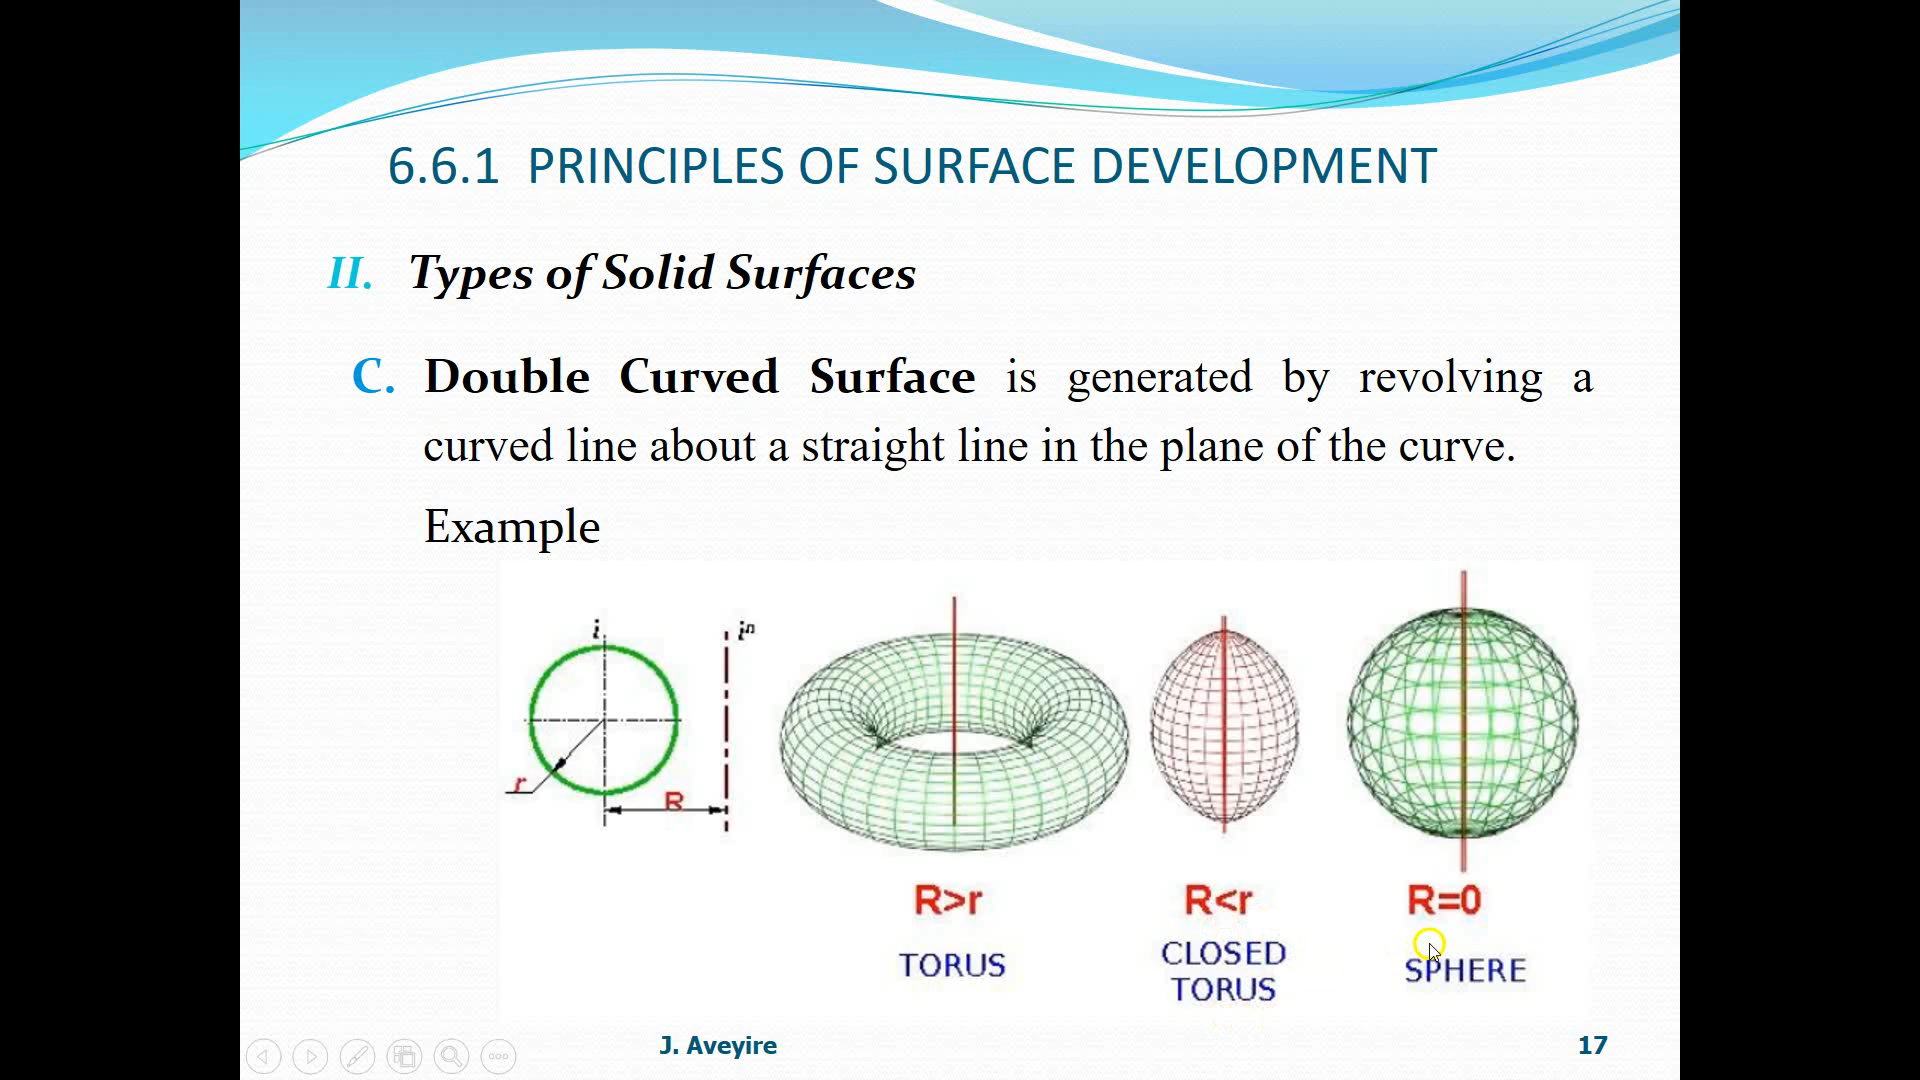 6.6.1 PRINCIPLES OF SURFACE DEVELOPMENT
II. Types of Solid Surfaces
C. Double Curved Surface is generated by revolving a
curved line about a straight line in the plane of the curve.
Example
i
iⁿ
r
R
R>r
R<r
R=0
TORUS
CLOSED
TORUS
SPHERE
J. Aveyire
17